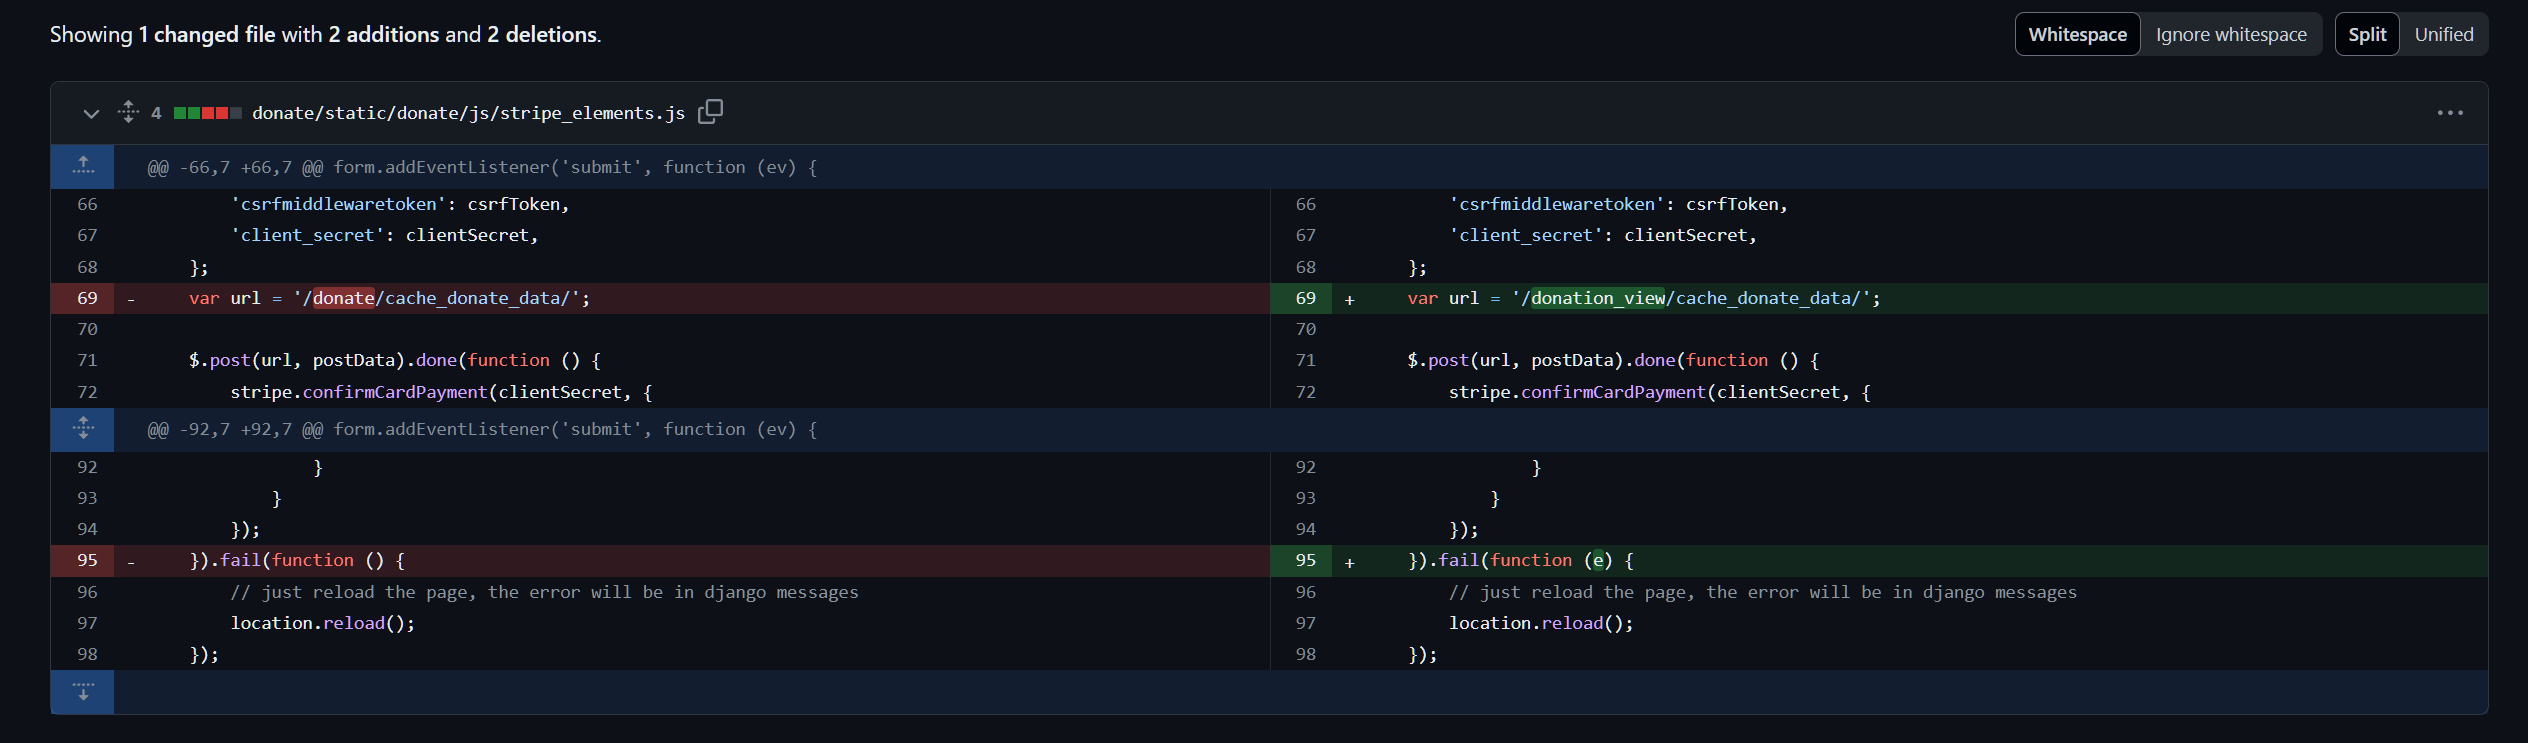 Showing 1 changed file with 2 additions and 2 deletions.
Whitespace Ignore whitespace Split Unified
4 donate/static/donate/js/stripe_elements.js
@@ -66,7 +66,7 @@ form.addEventListener('submit', function (ev) {
66 'csrfmiddlewaretoken': csrfToken,
67 'client_secret': clientSecret,
68 };
69 - var url = '/donate/cache_donate_data/';
70
71 $.post(url, postData).done(function () {
72 stripe.confirmCardPayment(clientSecret, {
66 'csrfmiddlewaretoken': csrfToken,
67 'client_secret': clientSecret,
68 };
69 + var url = '/donation_view/cache_donate_data/';
70
71 $.post(url, postData).done(function () {
72 stripe.confirmCardPayment(clientSecret, {
@@ -92,7 +92,7 @@ form.addEventListener('submit', function (ev) {
92 }
93 }
94 });
95 - }).fail(function () {
96 // just reload the page, the error will be in django messages
97 location.reload();
98 });
92 }
93 }
94 });
95 + }).fail(function (e) {
96 // just reload the page, the error will be in django messages
97 location.reload();
98 });